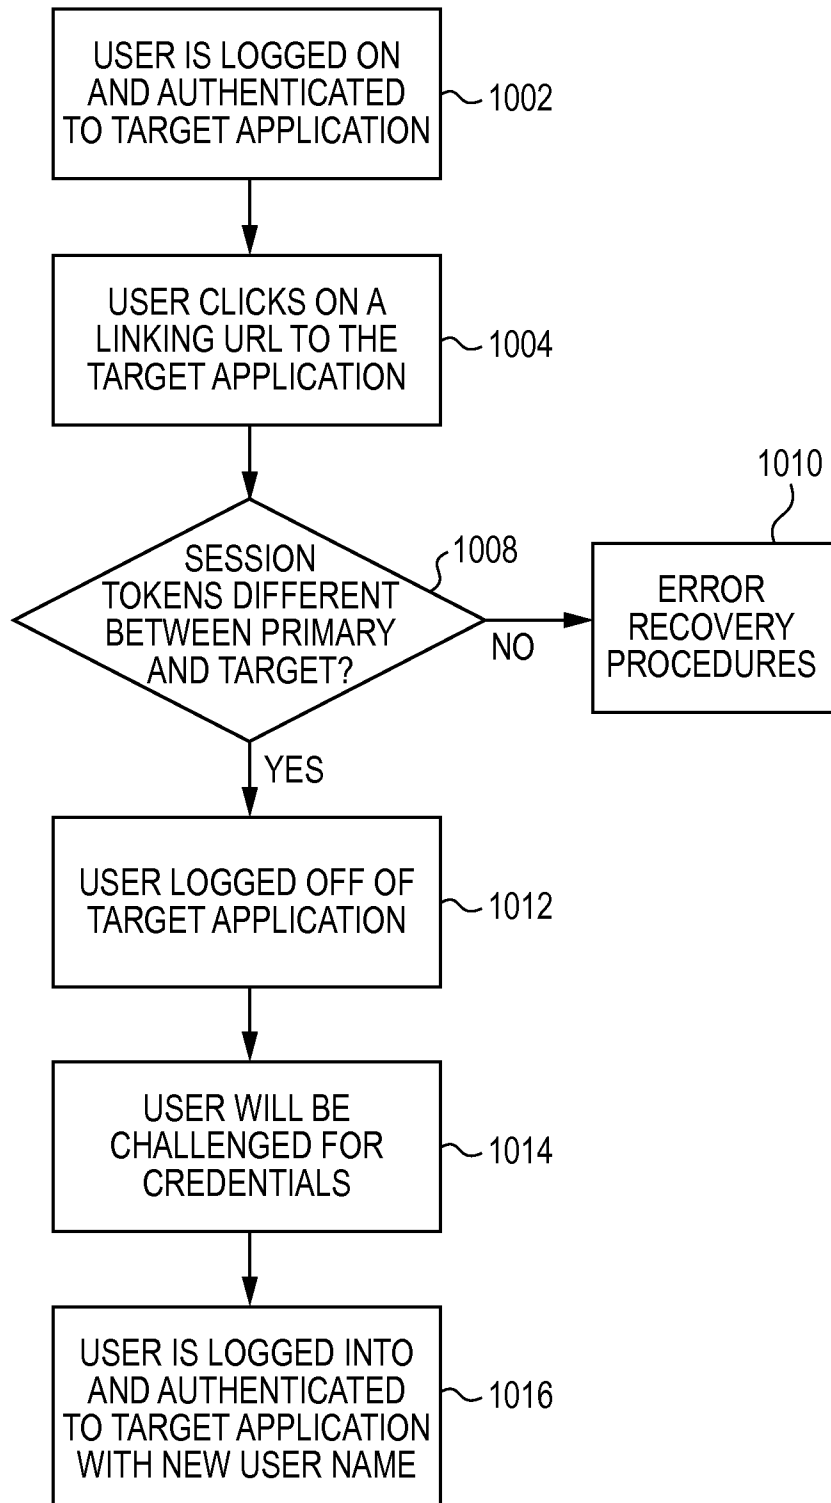 USER IS LOGGED ON
AND AUTHENTICATED
TO TARGET APPLICATION
1002
USER CLICKS ON A
LINKING URL TO THE
TARGET APPLICATION
1004
SESSION
TOKENS DIFFERENT
BETWEEN PRIMARY
AND TARGET?
1008
NO
1010
ERROR
RECOVERY
PROCEDURES
YES
USER LOGGED OFF OF
TARGET APPLICATION
1012
USER WILL BE
CHALLENGED FOR
CREDENTIALS
1014
USER IS LOGGED INTO
AND AUTHENTICATED
TO TARGET APPLICATION
WITH NEW USER NAME
1016